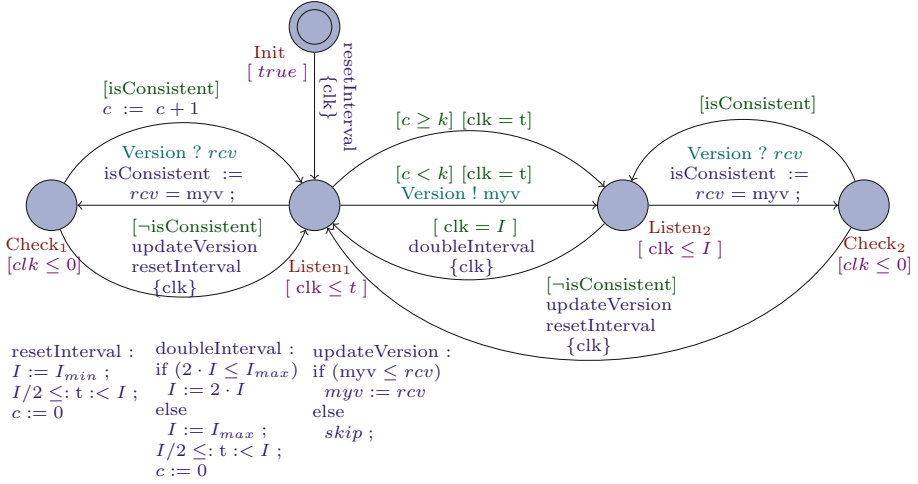 Init
[ true ]
resetInterval
{clk}
[isConsistent]
c := c + 1
Version ? rcv
isConsistent :=
rcv = myv ;
[¬isConsistent]
updateVersion
resetInterval
{clk}
Check₁
[clk ≤ 0]
Listen₁
[ clk ≤ t ]
[c ≥ k] [clk = t]
[c < k] [clk = t]
Version ! myv
[ clk = I ]
doubleInterval
{clk}
Listen₂
[ clk ≤ I ]
[isConsistent]
Version ? rcv
isConsistent :=
rcv = myv ;
Check₂
[clk ≤ 0]
[¬isConsistent]
updateVersion
resetInterval
{clk}
resetInterval :
I := Iₘᵢₙ ;
I/2 ≤: t :< I ;
c := 0
doubleInterval :
if (2 · I ≤ Iₘₐₓ)
I := 2 · I
else
I := Iₘₐₓ ;
I/2 ≤: t :< I ;
c := 0
updateVersion :
if (myv ≤ rcv)
myv := rcv
else
skip ;